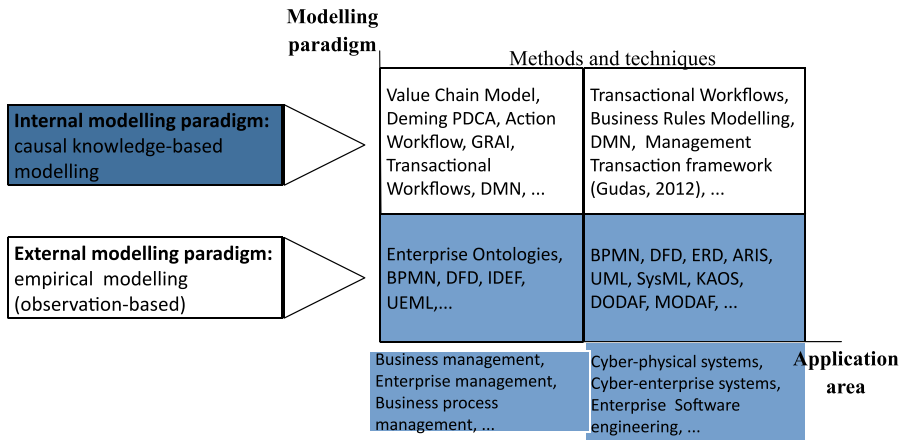 Modelling
paradigm
Methods and techniques
Internal modelling paradigm:
causal knowledge-based
modelling
Value Chain Model,
Deming PDCA, Action
Workflow, GRAI,
Transactional
Workflows, DMN, ...
Transactional Workflows,
Business Rules Modelling,
DMN, Management
Transaction framework
(Gudas, 2012), ...
External modelling paradigm:
empirical modelling
(observation-based)
Enterprise Ontologies,
BPMN, DFD, IDEF,
UEML,...
BPMN, DFD, ERD, ARIS,
UML, SysML, KAOS,
DODAF, MODAF, ...
Business management,
Enterprise management,
Business process
management, ...
Cyber-physical systems,
Cyber-enterprise systems,
Enterprise Software
engineering, ...
Application
area